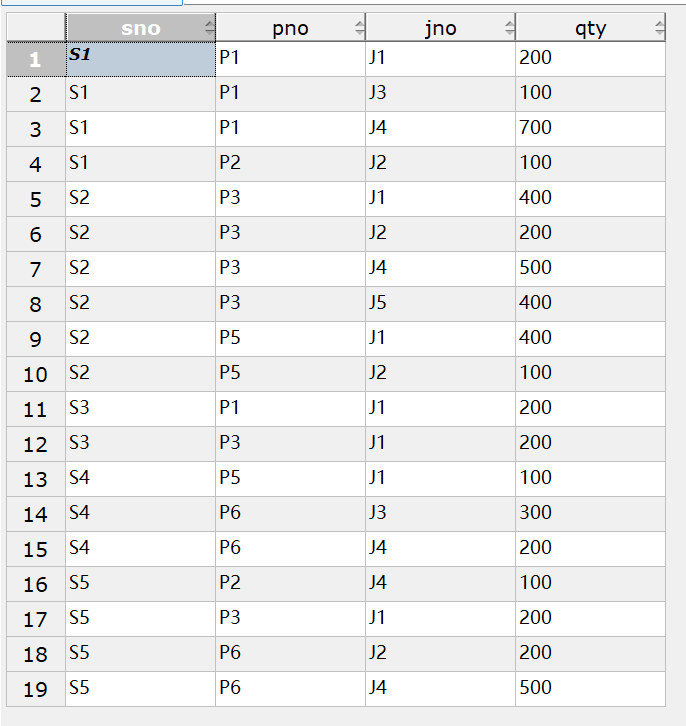 sno pno jno qty
1 S1 P1 J1 200
2 S1 P1 J3 100
3 S1 P1 J4 700
4 S1 P2 J2 100
5 S2 P3 J1 400
6 S2 P3 J2 200
7 S2 P3 J4 500
8 S2 P3 J5 400
9 S2 P5 J1 400
10 S2 P5 J2 100
11 S3 P1 J1 200
12 S3 P3 J1 200
13 S4 P5 J1 100
14 S4 P6 J3 300
15 S4 P6 J4 200
16 S5 P2 J4 100
17 S5 P3 J1 200
18 S5 P6 J2 200
19 S5 P6 J4 500